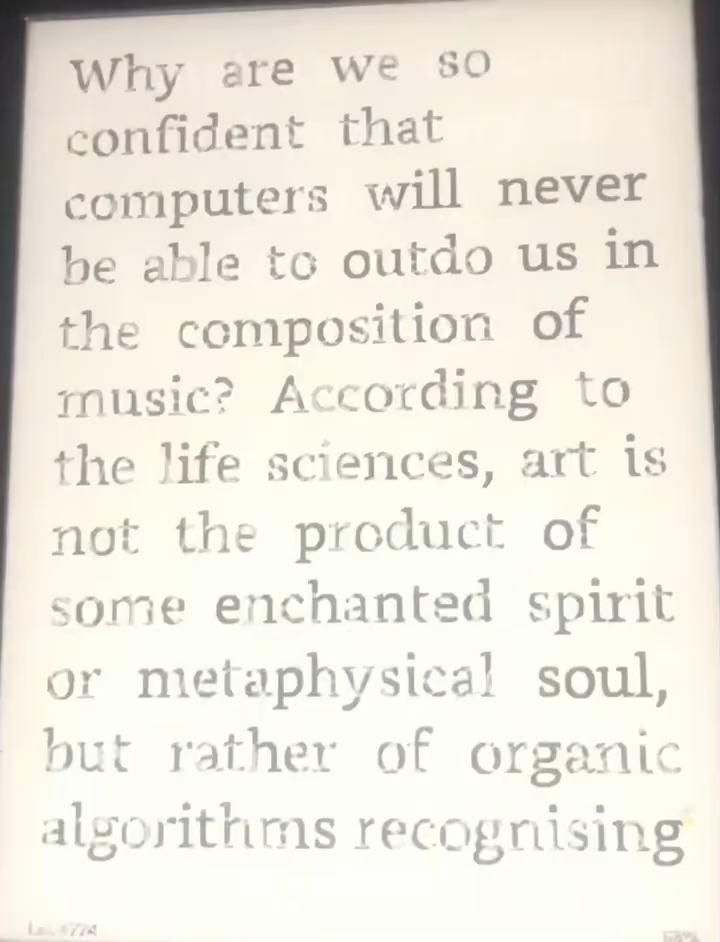 Why are we so
confident that
computers will never
be able to outdo us in
the composition of
music? According to
the life sciences, art is
not the product of
some enchanted spirit
or metaphysical soul,
but rather of organic
algorithms recognising